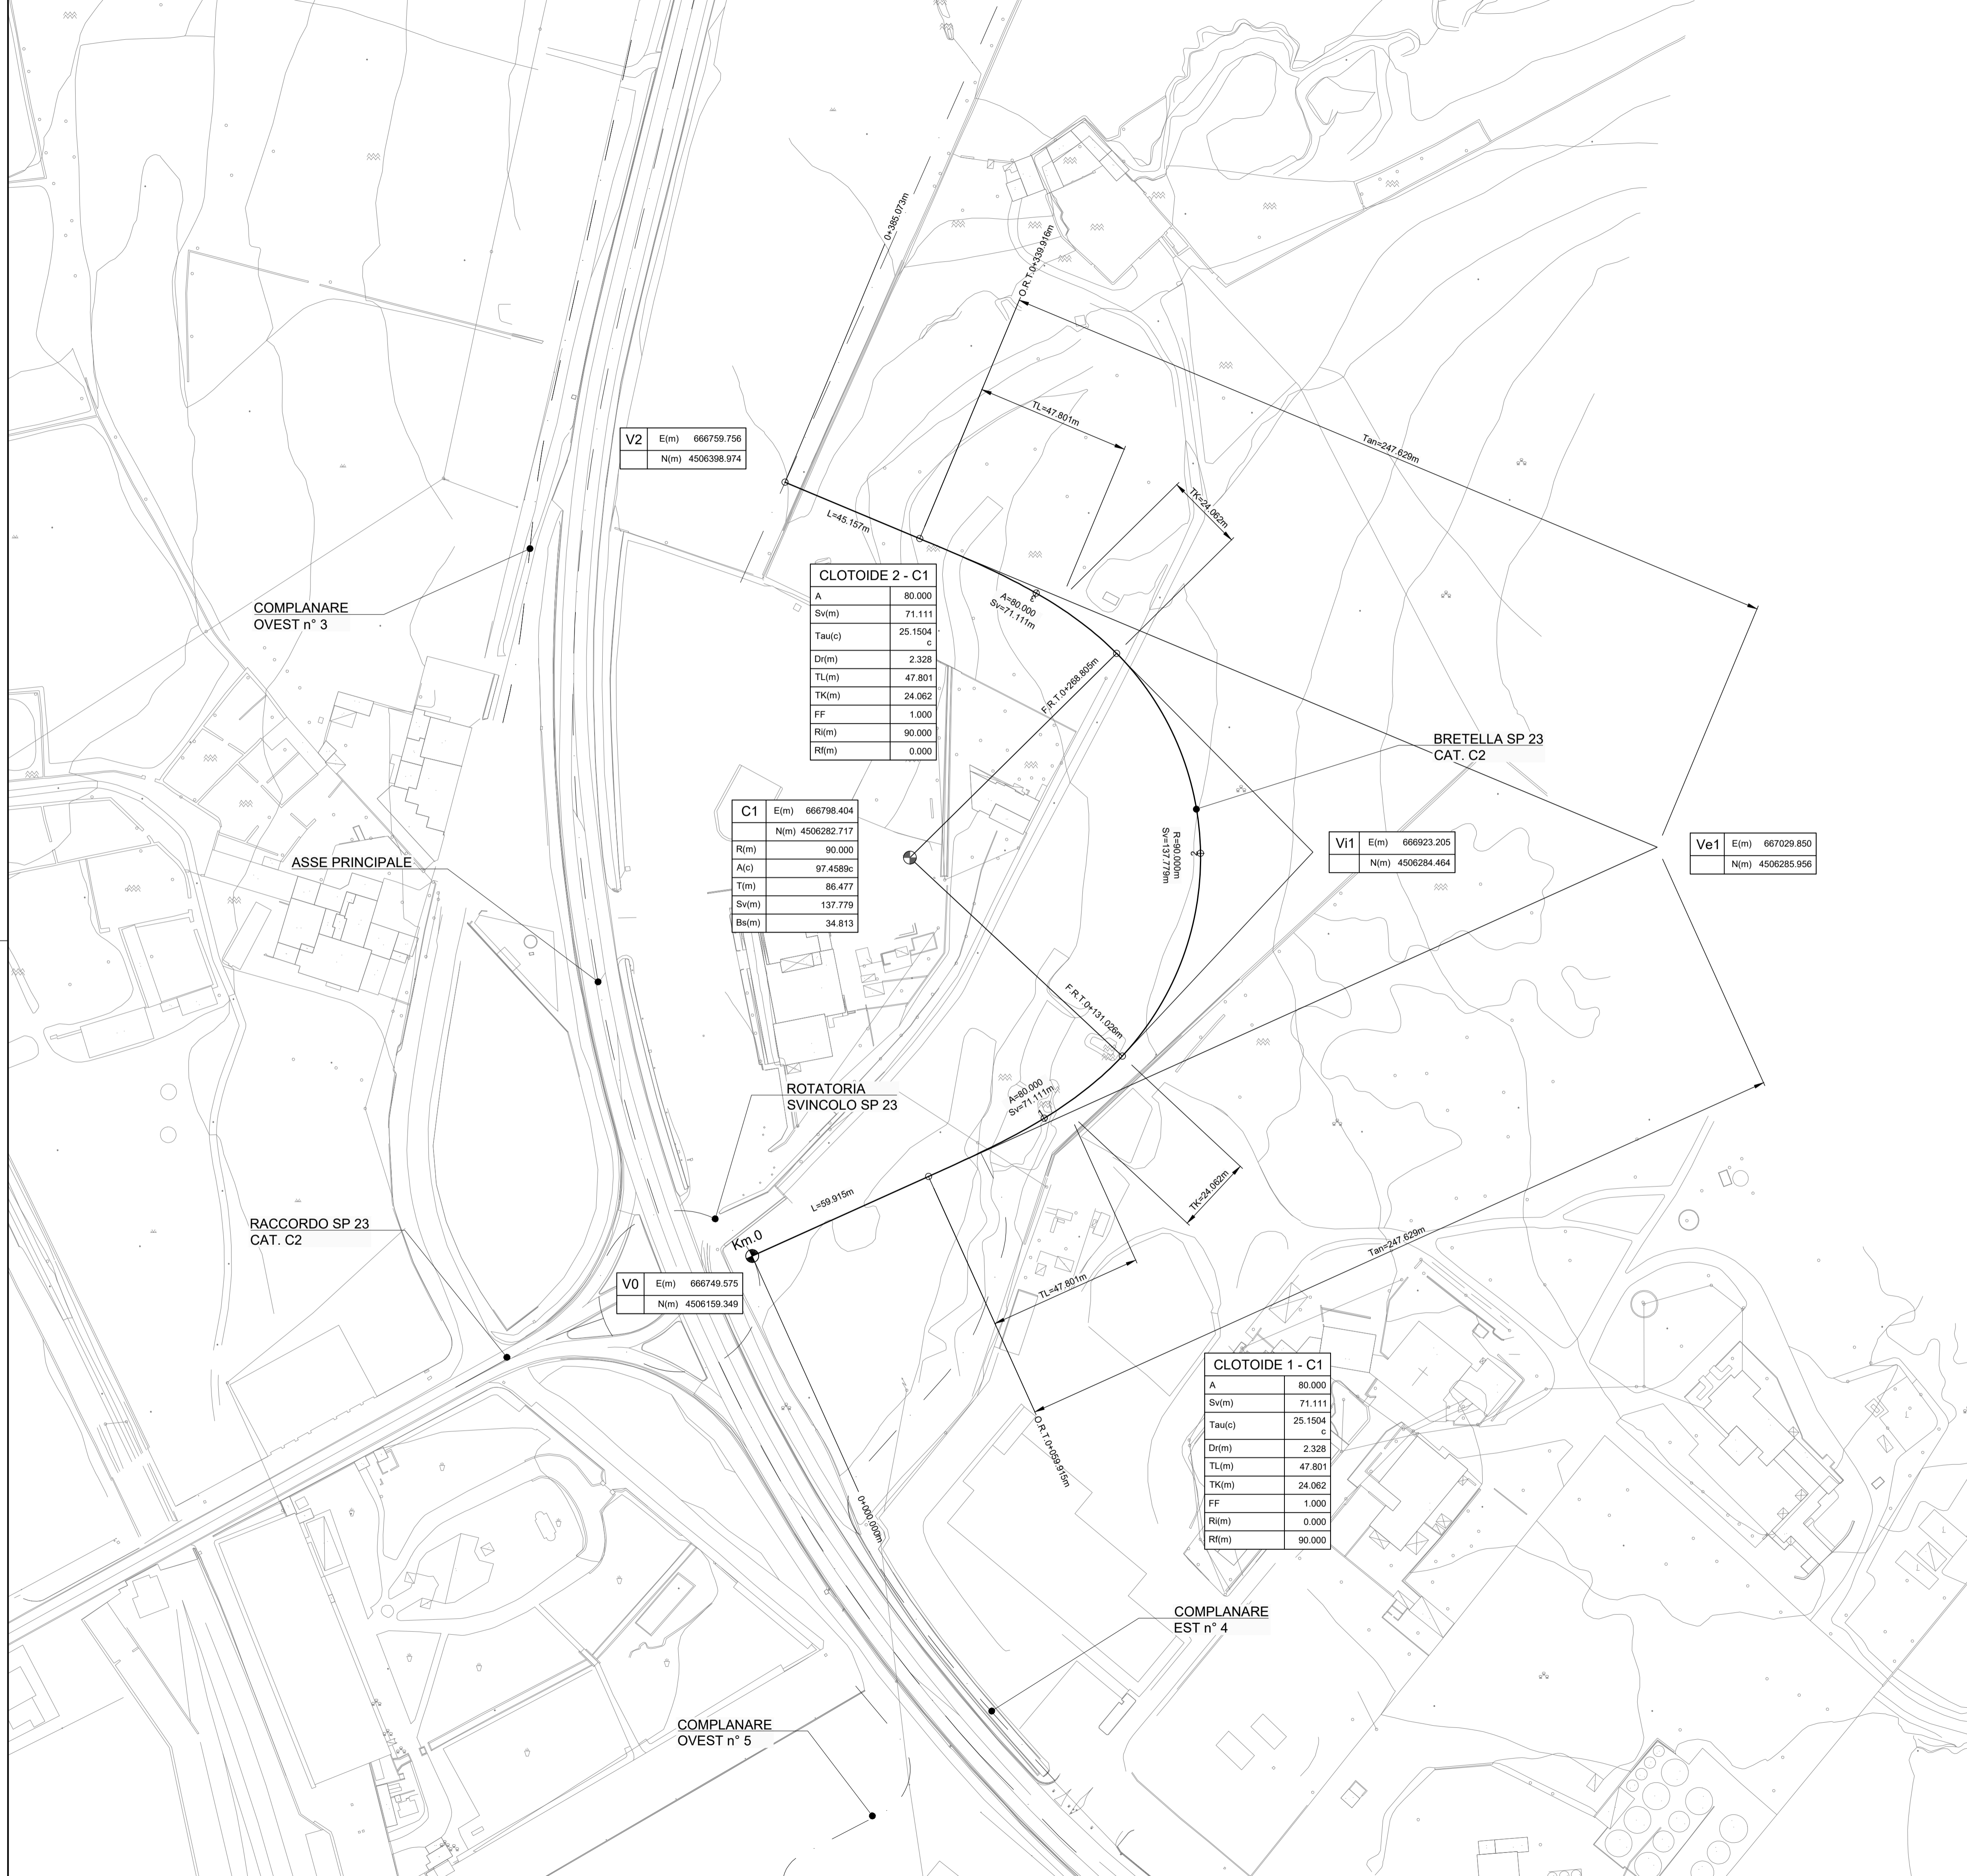 0+385.073m
O.R.T.0+339.916m
TL=47.801m
Tan=247.629m
V2 E(m) 666759.756
N(m) 4506398.974
TK=24.062m
L=45.157m
CLOTOIDE 2 - C1
A 80.000
Sv(m) 71.111
Tau(c) 25.1504
c
Dr(m) 2.328
TL(m) 47.801
TK(m) 24.062
FF 1.000
Ri(m) 90.000
Rf(m) 0.000
3
A=80.000
Sv=71.111m
COMPLANARE
OVEST n° 3
F.R.T.0+268.805m
BRETELLA SP 23
CAT. C2
C1 E(m) 666798.404
N(m) 4506282.717
R(m) 90.000
A(c) 97.4589c
T(m) 86.477
Sv(m) 137.779
Bs(m) 34.813
R=90.000m
Sv=137.779m
2
Vi1 E(m) 666923.205
N(m) 4506284.464
Ve1 E(m) 667029.850
N(m) 4506285.956
ASSE PRINCIPALE
F.R.T.0+131.026m
ROTATORIA
SVINCOLO SP 23
A=80.000
Sv=71.111m
1
TK=24.062m
L=59.915m
RACCORDO SP 23
CAT. C2
Km.0
V0 E(m) 666749.575
N(m) 4506159.349
TL=47.801m
Tan=247.629m
CLOTOIDE 1 - C1
A 80.000
Sv(m) 71.111
Tau(c) 25.1504
c
Dr(m) 2.328
TL(m) 47.801
TK(m) 24.062
FF 1.000
Ri(m) 0.000
Rf(m) 90.000
O.R.T.0+059.915m
0+000.000m
COMPLANARE
EST n° 4
COMPLANARE
OVEST n° 5
L
L
L